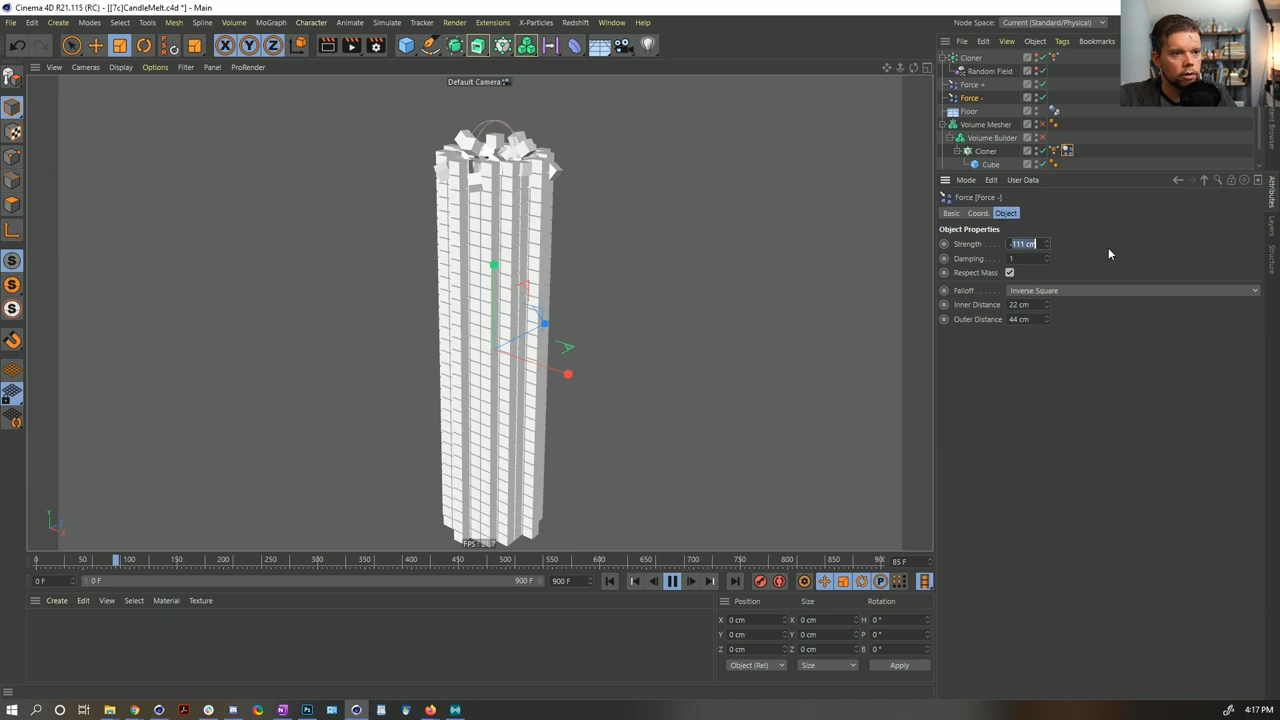 Cinema 4D R21.115 (RC) - [[7c]CandleMelt.c4d *] - Main
File Edit Create Modes Select Tools Mesh Spline Volume MoGraph Character Animate Simulate Tracker Render Extensions X-Particles Redshift Window Help Node Space: Current (Standard/Physical)
File Edit View Object Tags Bookmarks
X Y Z
View Cameras Display Options Filter Panel ProRender
Default Camera
Cloner
Random Field
Force +
Force -
Floor
Volume Mesher
Volume Builder
Cloner
Cube
Mode Edit User Data
Force [Force -]
Basic Coord. Object
Object Properties
Strength . . . . -111 cm
Damping. . . . 1
Respect Mass
Falloff . . . . . . Inverse Square
Inner Distance 22 cm
Outer Distance 44 cm
Attributes
Layers
Structure
Y
Z
X
0 50 100 150 200 250 300 350 400 450 500 550 600 650 700 750 800 850 90 85 F
0 F 0 F 900 F 900 F P
Create Edit View Select Material Texture
Position Size Rotation
X 0 cm X 0 cm H 0 °
Y 0 cm Y 0 cm P 0 °
Z 0 cm Z 0 cm B 0 °
Object (Rel) Size Apply
4:17 PM